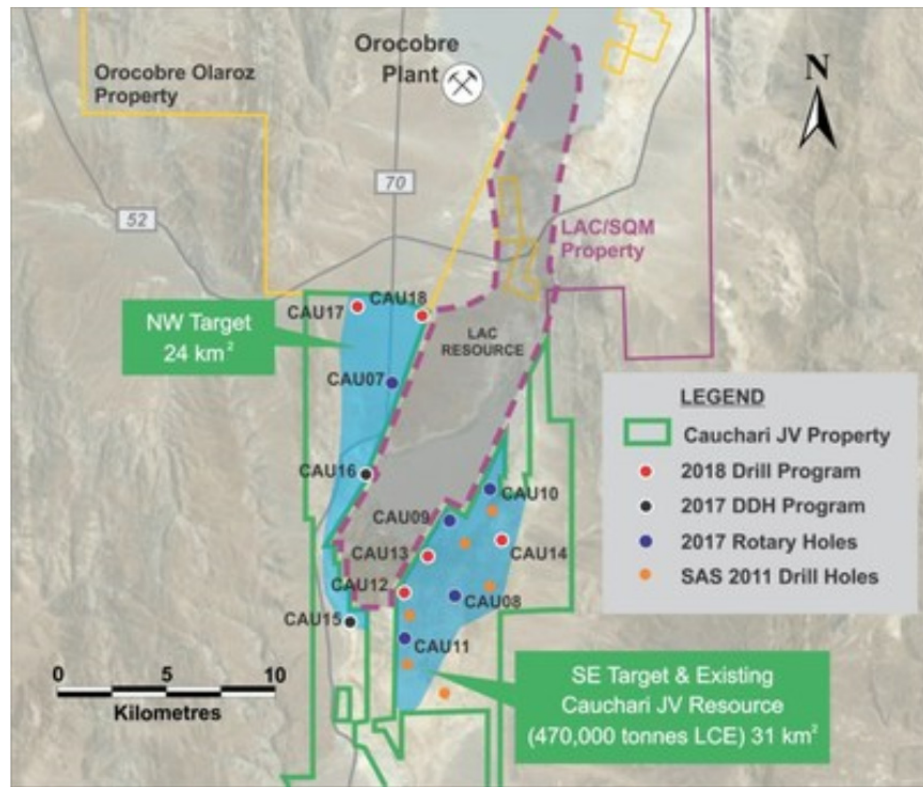 Orocobre
Plant
Orocobre Olaroz
Property
N
70
52
LAC/SQM
Property
CAU18
CAU17
NW Target
24 km²
LAC
RESOURCE
CAU07
LEGEND
Cauchari JV Property
2018 Drill Program
2017 DDH Program
2017 Rotary Holes
SAS 2011 Drill Holes
CAU16
CAU10
CAU09
CAU13
CAU14
CAU12
CAU08
CAU15
CAU11
0 5 10
Kilometres
SE Target & Existing
Cauchari JV Resource
(470,000 tonnes LCE) 31 km²